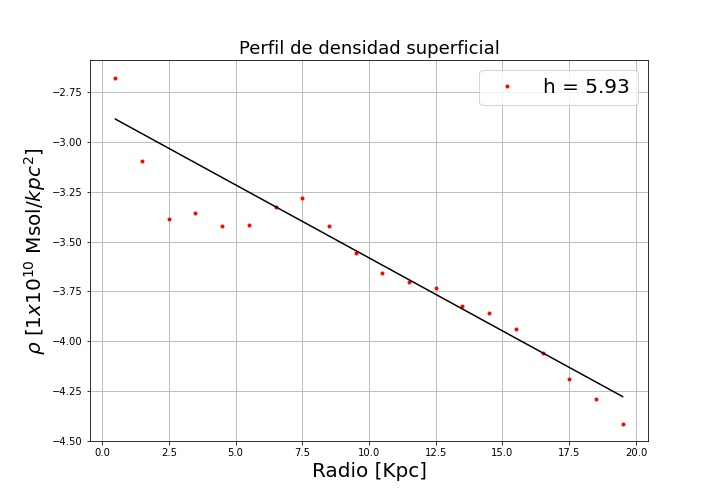 Perfil de densidad superficial
h = 5.93
−2.75
−3.00
−3.25
−3.50
−3.75
−4.00
−4.25
−4.50
ρ [1x10¹⁰ Msol/kpc²]
0.0 2.5 5.0 7.5 10.0 12.5 15.0 17.5 20.0
Radio [Kpc]